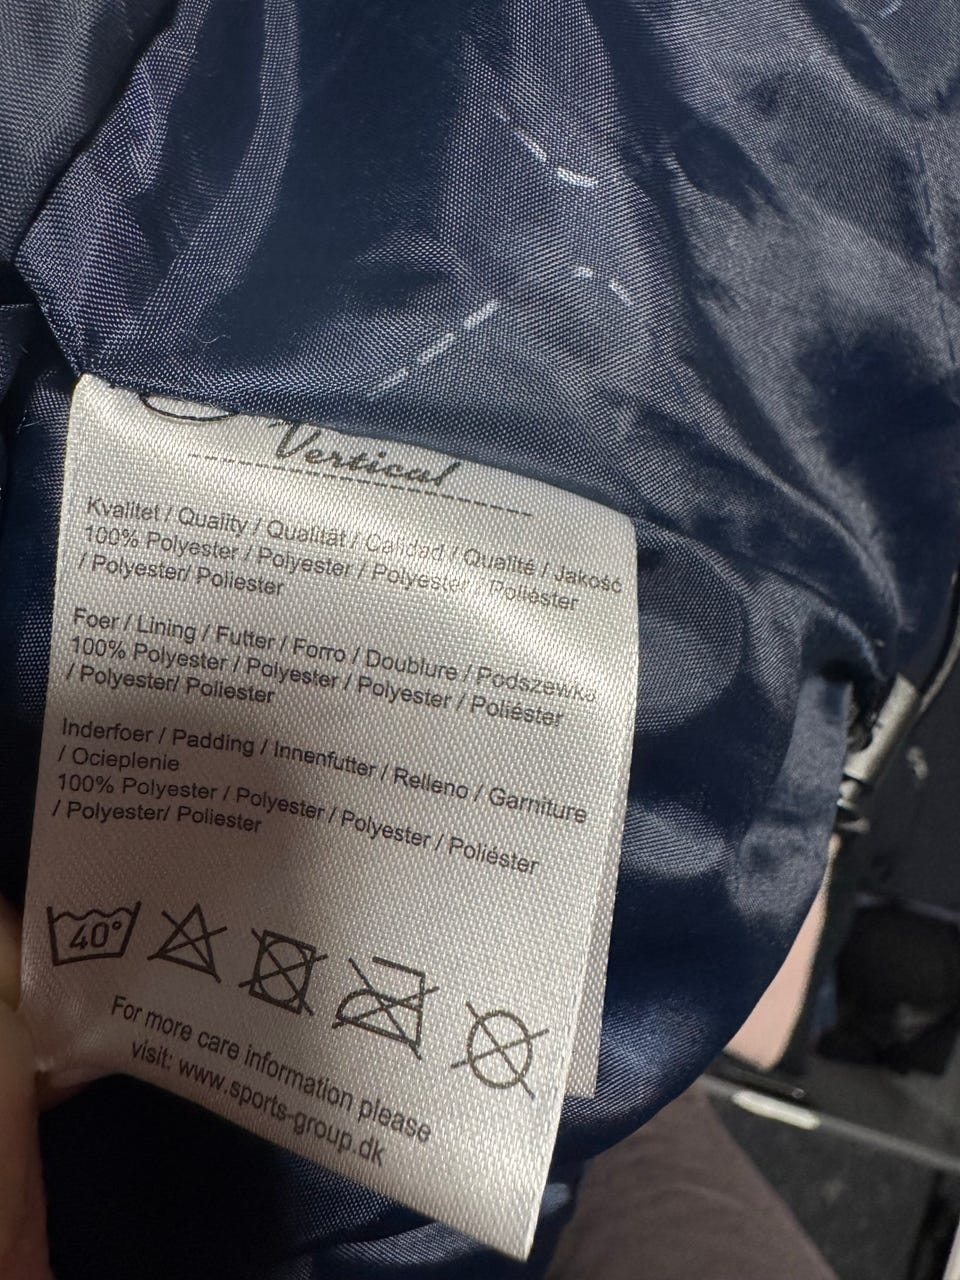 Vertical
Kvalitet / Quality / Qualität / Calidad / Qualité / Jakość
100% Polyester / Polyester / Polyester / Poliéster
/ Polyester/ Poliester
Foer / Lining / Futter / Forro / Doublure / Podszewka
100% Polyester / Polyester / Polyester / Poliéster
/ Polyester/ Poliester
Inderfoer / Padding / Innenfutter / Relleno / Garniture
/ Ocieplenie
100% Polyester / Polyester / Polyester / Poliéster
/ Polyester/ Poliester
40°
For more care information please
visit: www.sports-group.dk